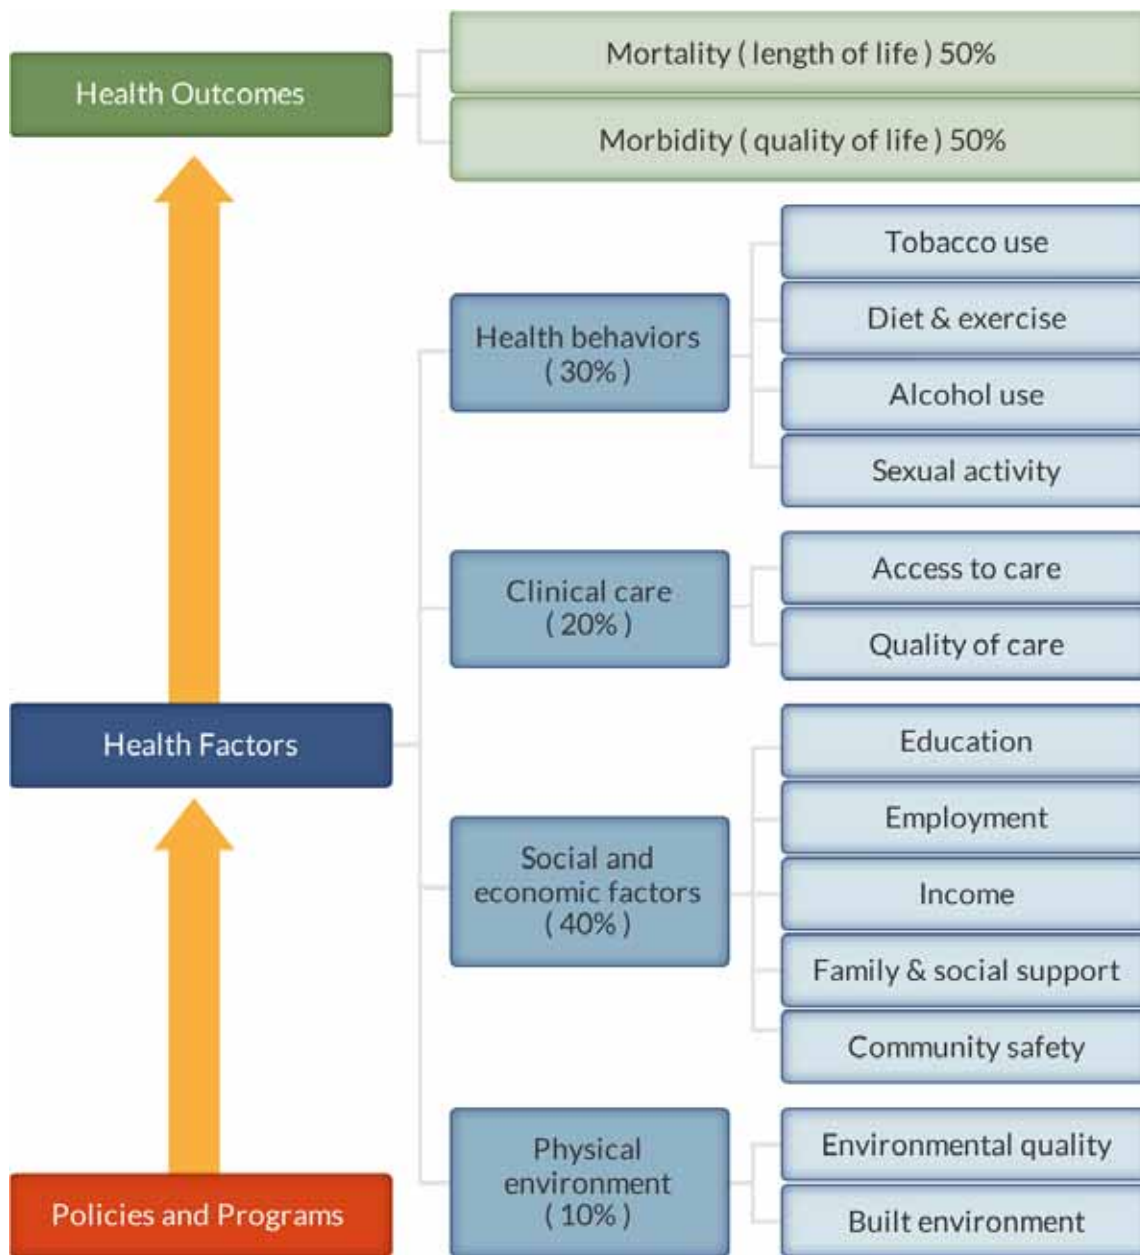 Health Outcomes
Mortality ( length of life ) 50%
Morbidity ( quality of life ) 50%
Health Factors
Health behaviors
( 30% )
Tobacco use
Diet & exercise
Alcohol use
Sexual activity
Clinical care
( 20% )
Access to care
Quality of care
Social and
economic factors
( 40% )
Education
Employment
Income
Family & social support
Community safety
Physical
environment
( 10% )
Environmental quality
Built environment
Policies and Programs